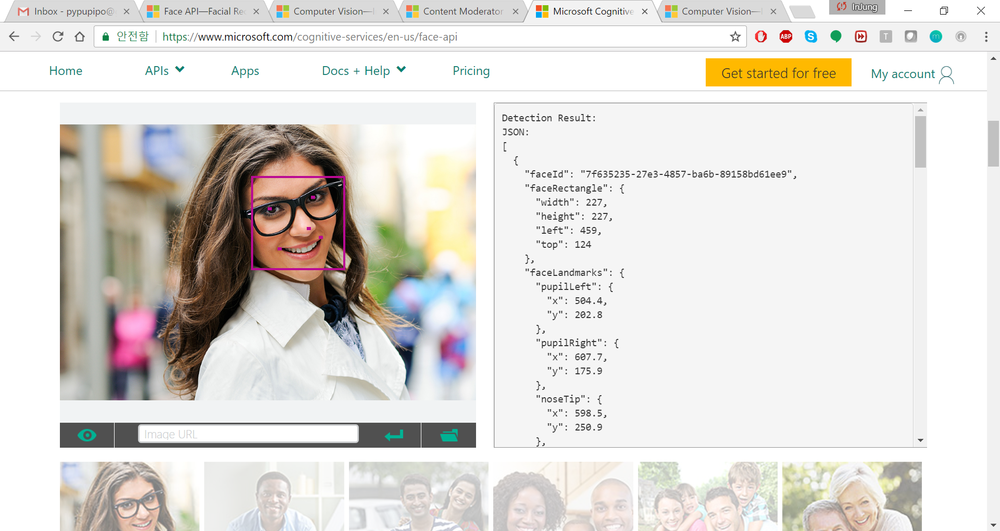 Inbox - pypupipo@
Face API—Facial Rec
Computer Vision—
Content Moderator
Microsoft Cognitive
Computer Vision—
InJung
안전함
https://www.microsoft.com/cognitive-services/en-us/face-api
ABP
S
T
m
Home
APIs
Apps
Docs + Help
Pricing
Get started for free
My account
Detection Result:
JSON:
[
{
"faceId": "7f635235-27e3-4857-ba6b-89158bd61ee9",
"faceRectangle": {
"width": 227,
"height": 227,
"left": 459,
"top": 124
},
"faceLandmarks": {
"pupilLeft": {
"x": 504.4,
"y": 202.8
},
"pupilRight": {
"x": 607.7,
"y": 175.9
},
"noseTip": {
"x": 598.5,
"y": 250.9
},
Image URL